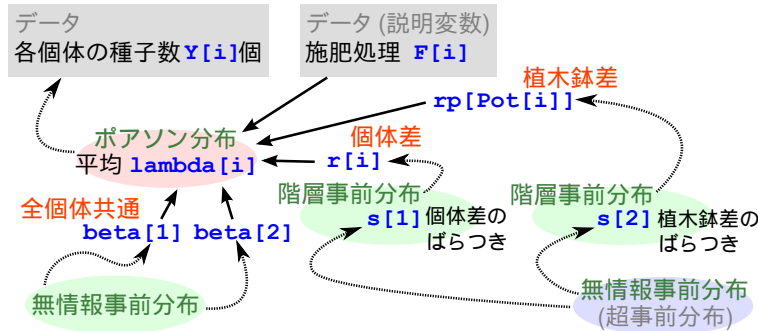 データ
各個体の種子数 Y[i]個
データ (説明変数)
施肥処理 F[i]
植木鉢差
rp[Pot[i]]
ポアソン分布
平均 lambda[i]
個体差
r[i]
全個体共通
beta[1] beta[2]
階層事前分布
s[1] 個体差の
ばらつき
階層事前分布
s[2] 植木鉢差の
ばらつき
無情報事前分布
無情報事前分布
(超事前分布)